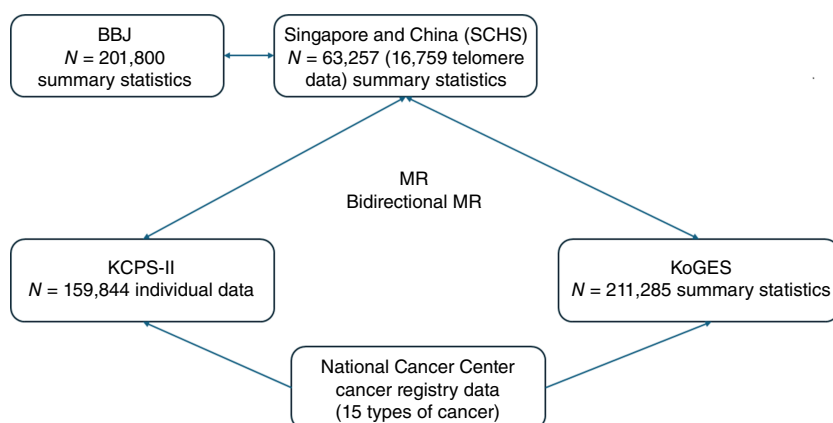 BBJ
N = 201,800
summary statistics
Singapore and China (SCHS)
N = 63,257 (16,759 telomere
data) summary statistics
MR
Bidirectional MR
KCPS-II
N = 159,844 individual data
KoGES
N = 211,285 summary statistics
National Cancer Center
cancer registry data
(15 types of cancer)